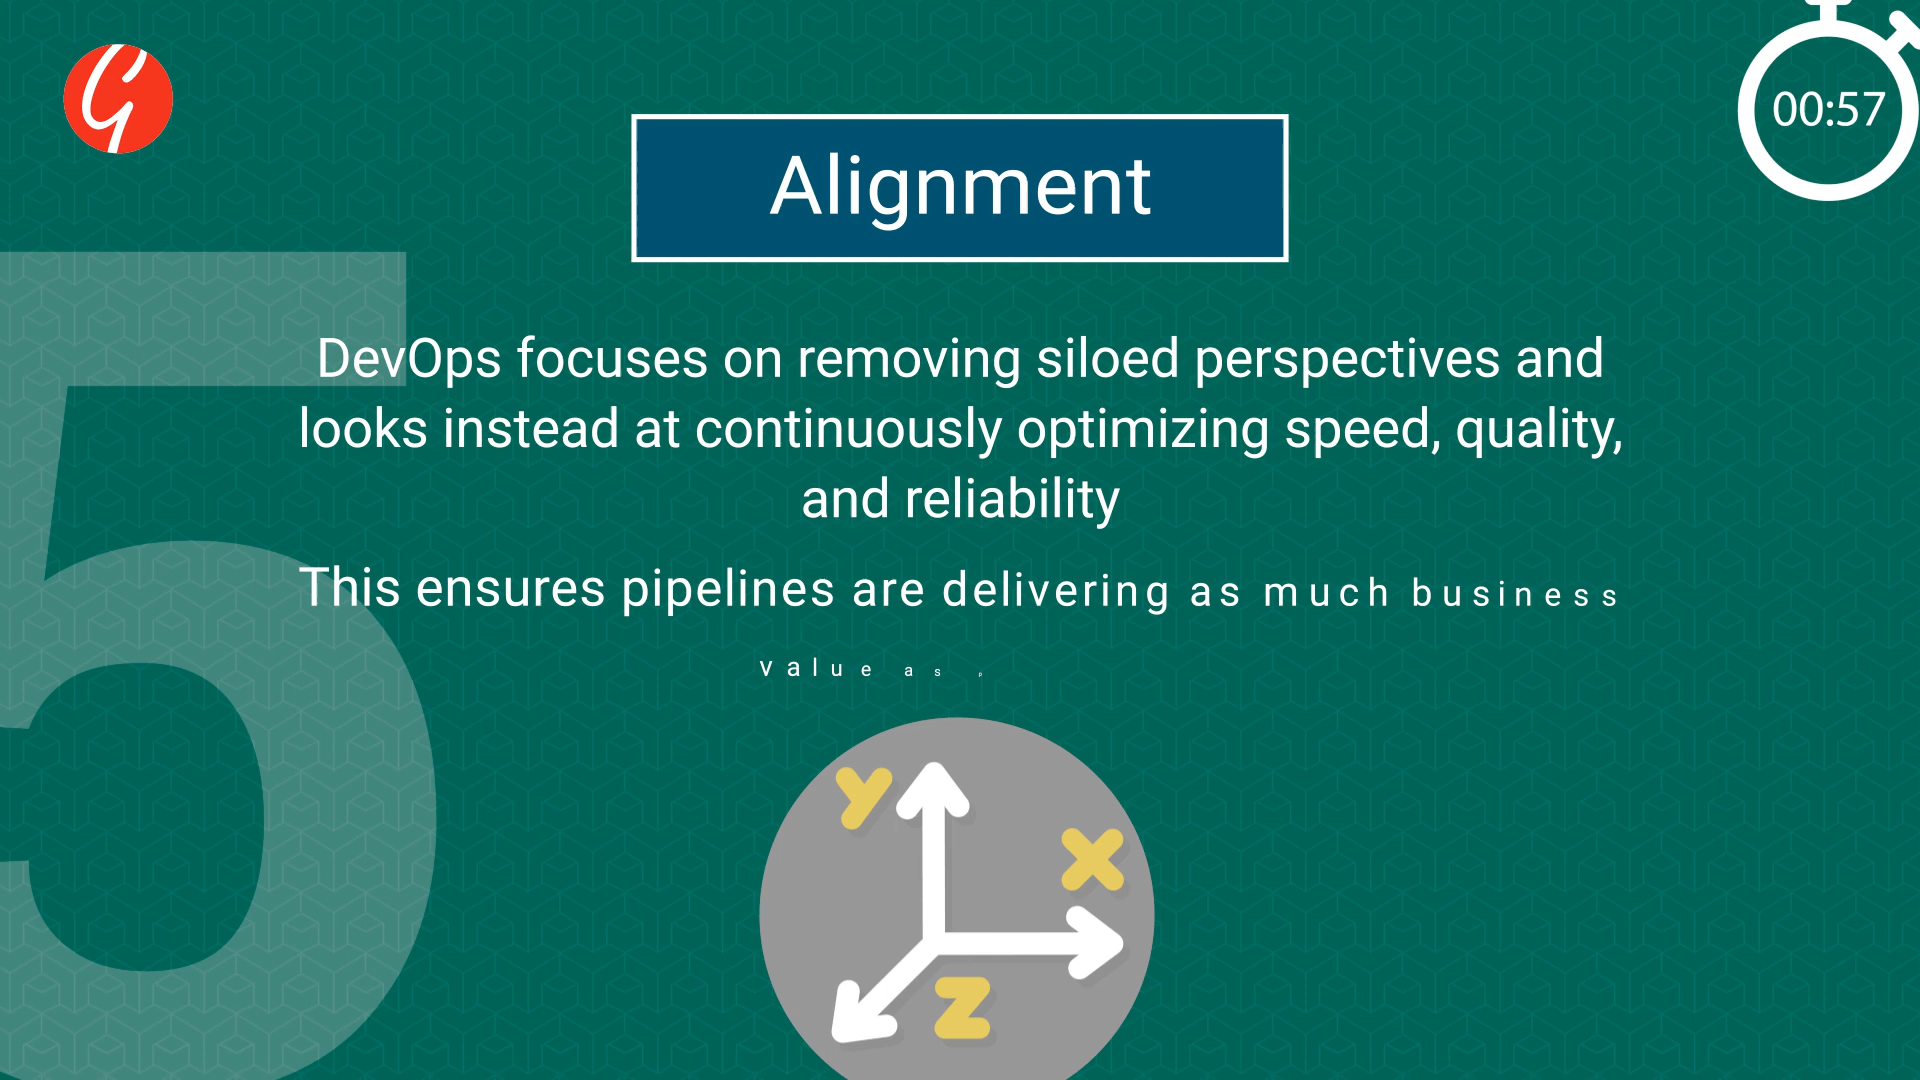 G
00:57
Alignment
5
DevOps focuses on removing siloed perspectives and
looks instead at continuously optimizing speed, quality,
and reliability
This ensures pipelines are delivering as much business
value as p
Y
X
Z